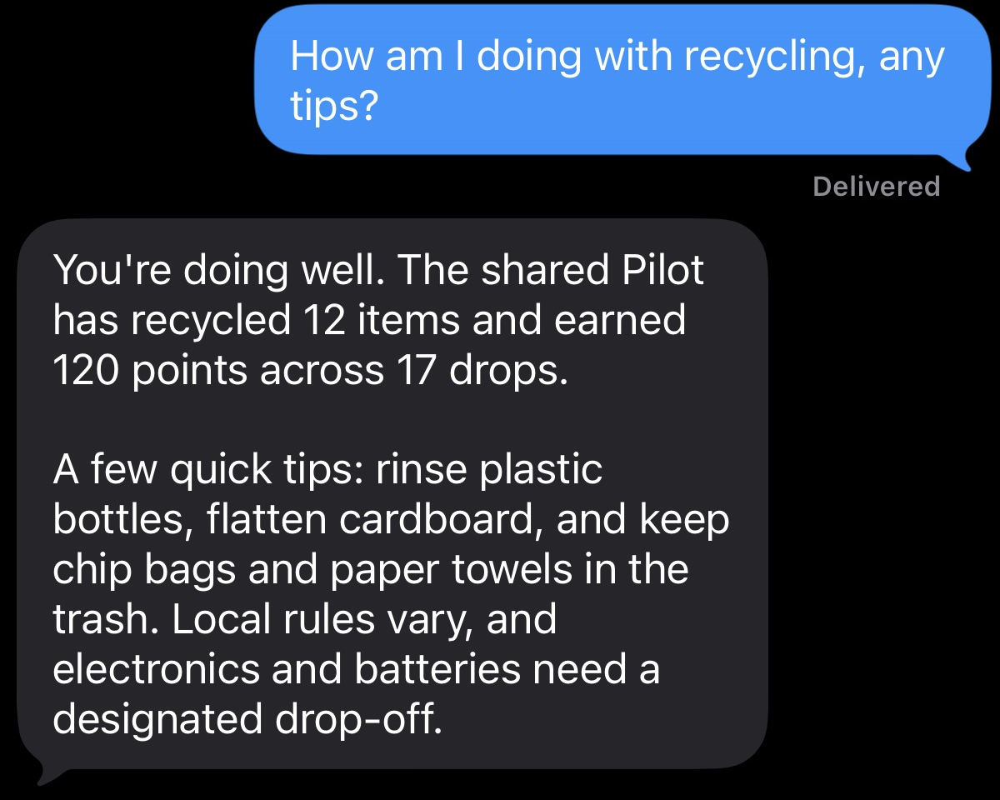 How am I doing with recycling, any
tips?
Delivered
You're doing well. The shared Pilot
has recycled 12 items and earned
120 points across 17 drops.
A few quick tips: rinse plastic
bottles, flatten cardboard, and keep
chip bags and paper towels in the
trash. Local rules vary, and
electronics and batteries need a
designated drop-off.